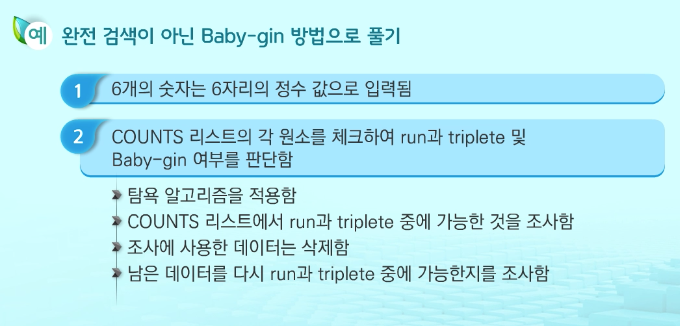 예 완전 검색이 아닌 Baby-gin 방법으로 풀기
1 6개의 숫자는 6자리의 정수 값으로 입력됨
2 COUNTS 리스트의 각 원소를 체크하여 run과 triplete 및
Baby-gin 여부를 판단함
탐욕 알고리즘을 적용함
COUNTS 리스트에서 run과 triplete 중에 가능한 것을 조사함
조사에 사용한 데이터는 삭제함
남은 데이터를 다시 run과 triplete 중에 가능한지를 조사함